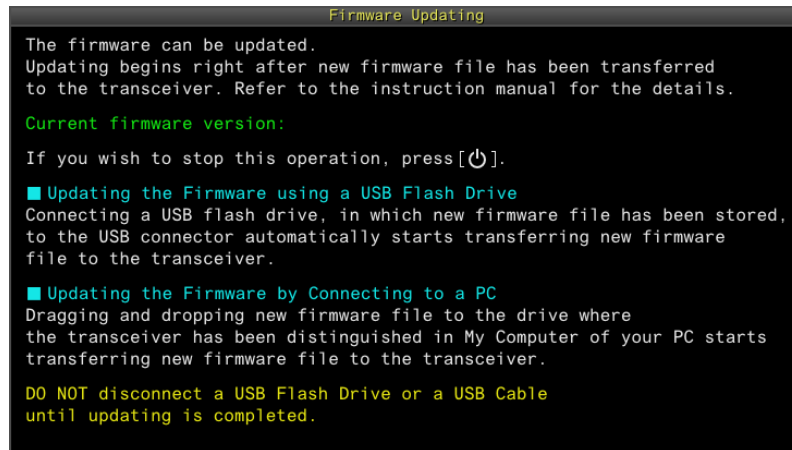 Firmware Updating
The firmware can be updated.
Updating begins right after new firmware file has been transferred
to the transceiver. Refer to the instruction manual for the details.
Current firmware version:
If you wish to stop this operation, press[⏻].
■ Updating the Firmware using a USB Flash Drive
Connecting a USB flash drive, in which new firmware file has been stored,
to the USB connector automatically starts transferring new firmware
file to the transceiver.
■ Updating the Firmware by Connecting to a PC
Dragging and dropping new firmware file to the drive where
the transceiver has been distinguished in My Computer of your PC starts
transferring new firmware file to the transceiver.
DO NOT disconnect a USB Flash Drive or a USB Cable
until updating is completed.